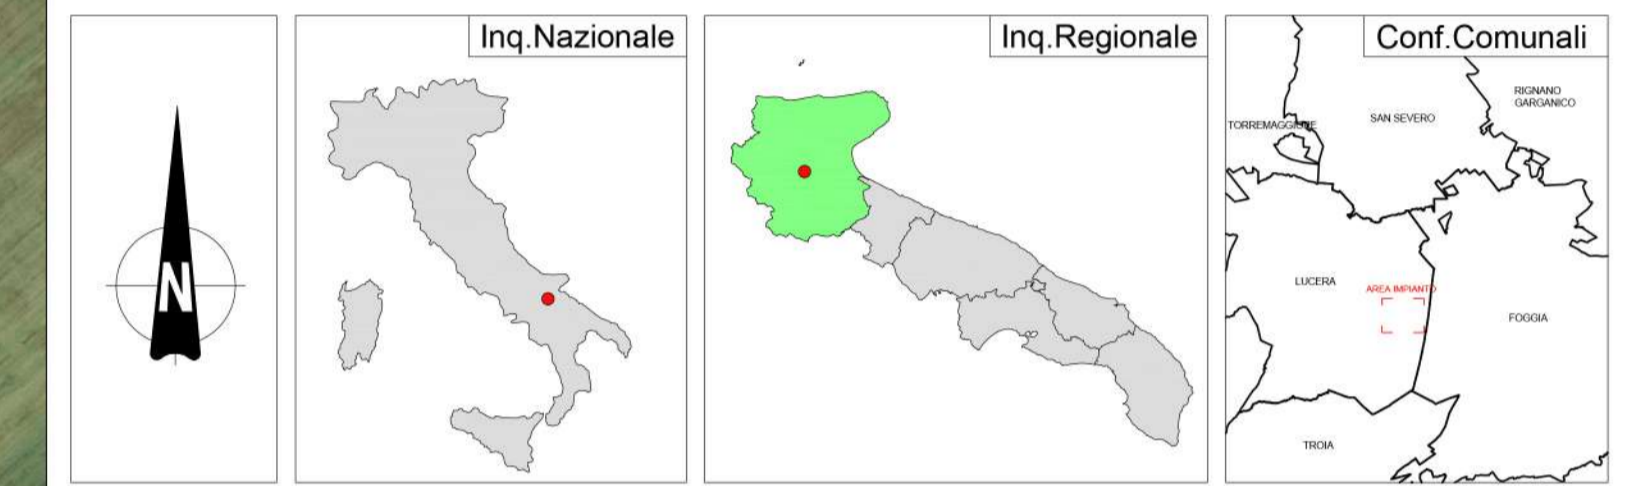 N
Inq.Nazionale
Inq.Regionale
Conf.Comunali
RIGNANO
GARGANICO
SAN SEVERO
TORREMAGGIORE
LUCERA
AREA IMPIANTO
FOGGIA
TROIA